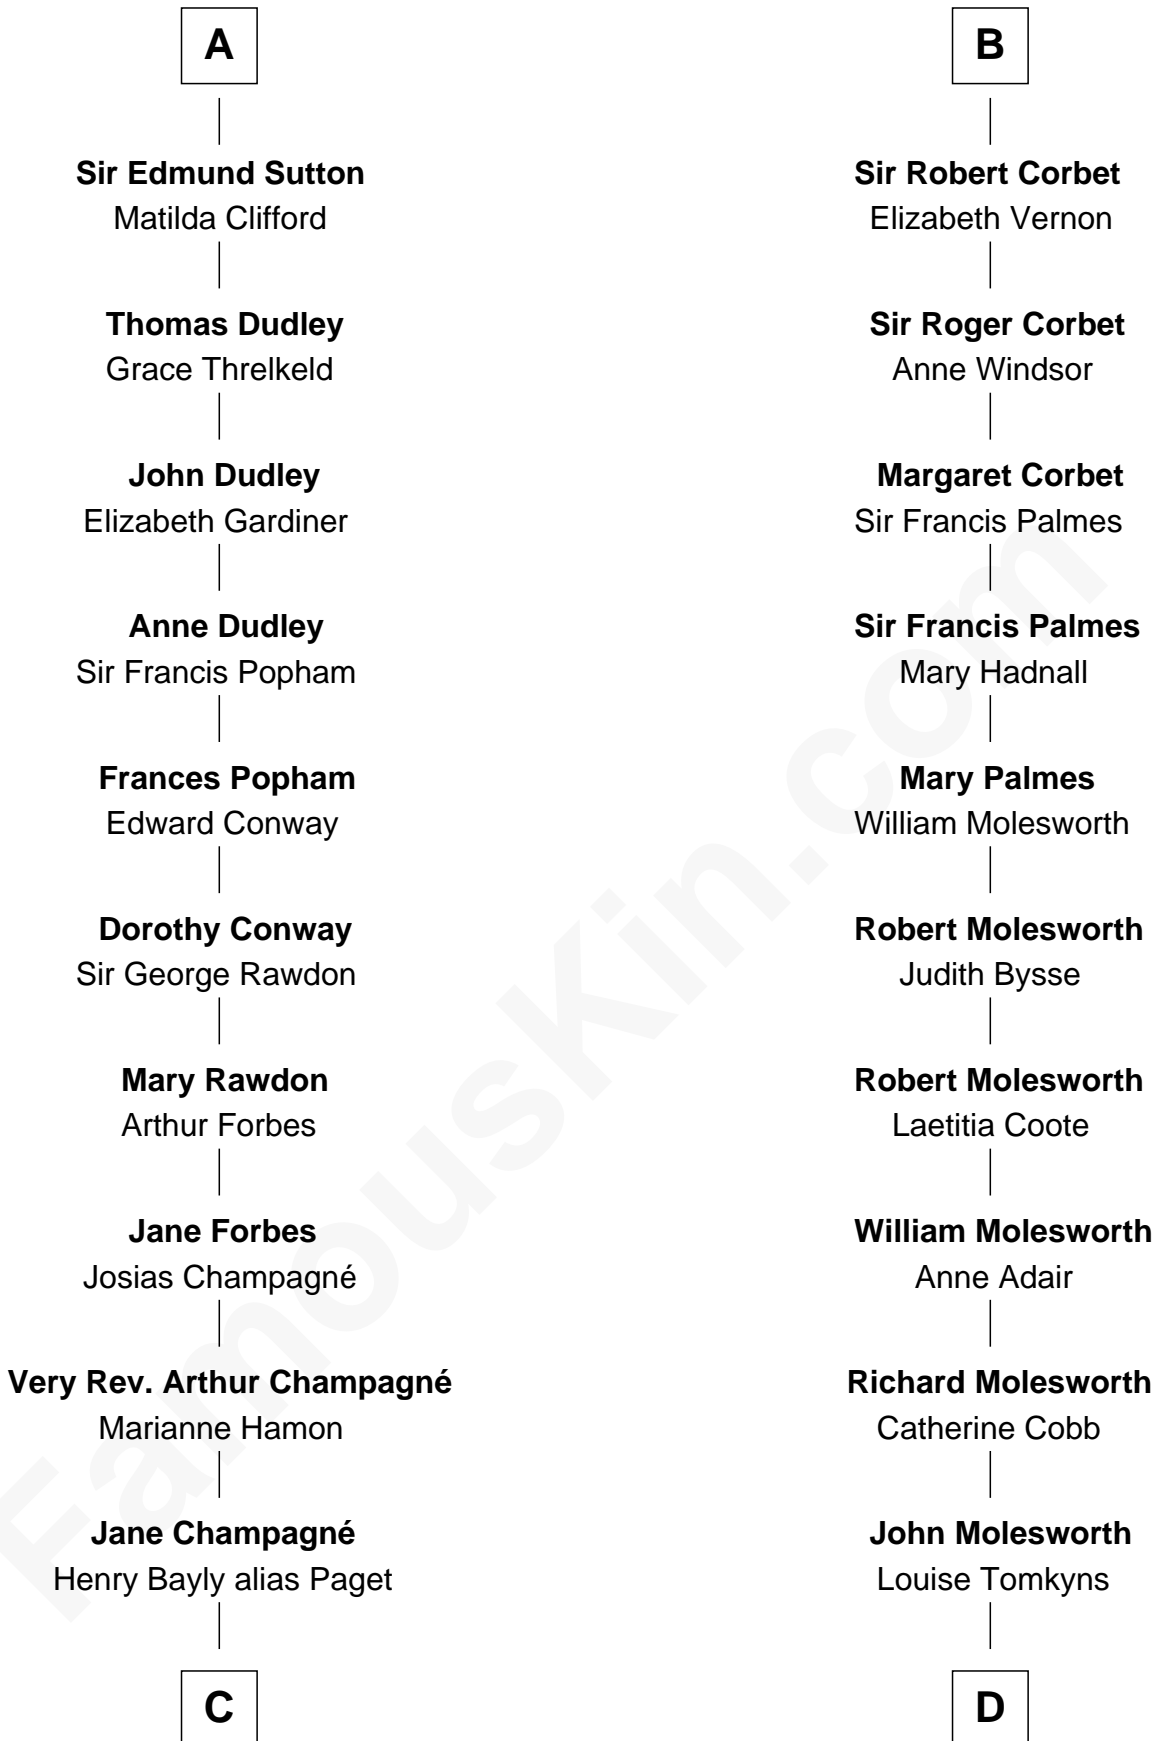 A
Sir Edmund Sutton
Matilda Clifford
Thomas Dudley
Grace Threlkeld
John Dudley
Elizabeth Gardiner
Anne Dudley
Sir Francis Popham
Frances Popham
Edward Conway
Dorothy Conway
Sir George Rawdon
Mary Rawdon
Arthur Forbes
Jane Forbes
Josias Champagné
Very Rev. Arthur Champagné
Marianne Hamon
Jane Champagné
Henry Bayly alias Paget
C
B
Sir Robert Corbet
Elizabeth Vernon
Sir Roger Corbet
Anne Windsor
Margaret Corbet
Sir Francis Palmes
Sir Francis Palmes
Mary Hadnall
Mary Palmes
William Molesworth
Robert Molesworth
Judith Bysse
Robert Molesworth
Laetitia Coote
William Molesworth
Anne Adair
Richard Molesworth
Catherine Cobb
John Molesworth
Louise Tomkyns
D
FamousKin.com